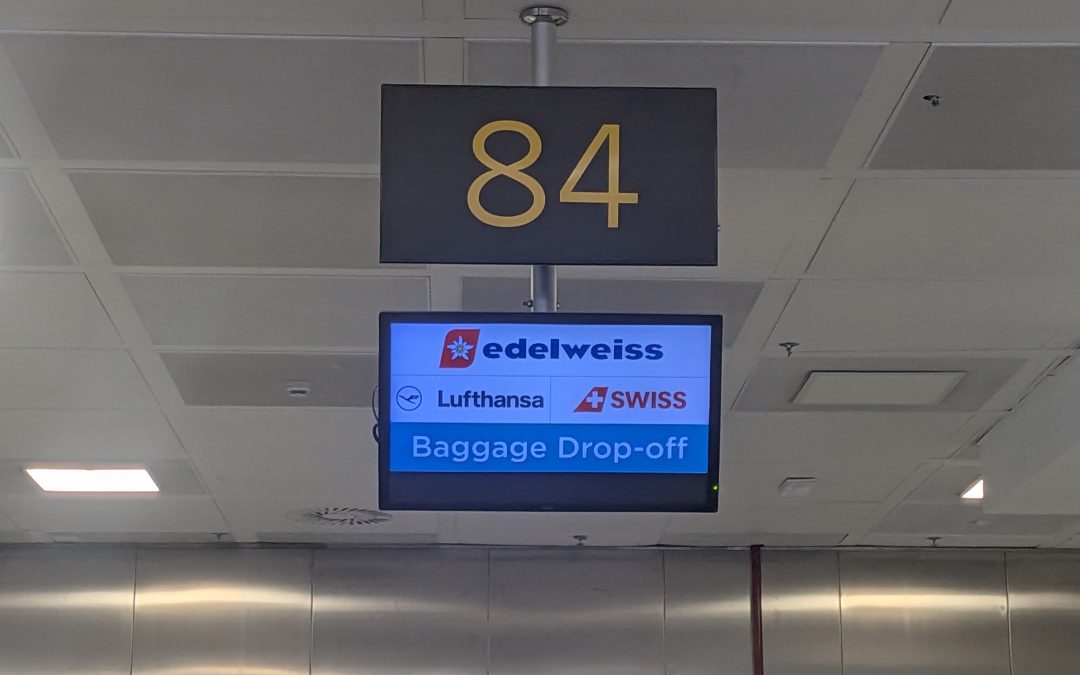 84
edelweiss
Lufthansa SWISS
Baggage Drop-off